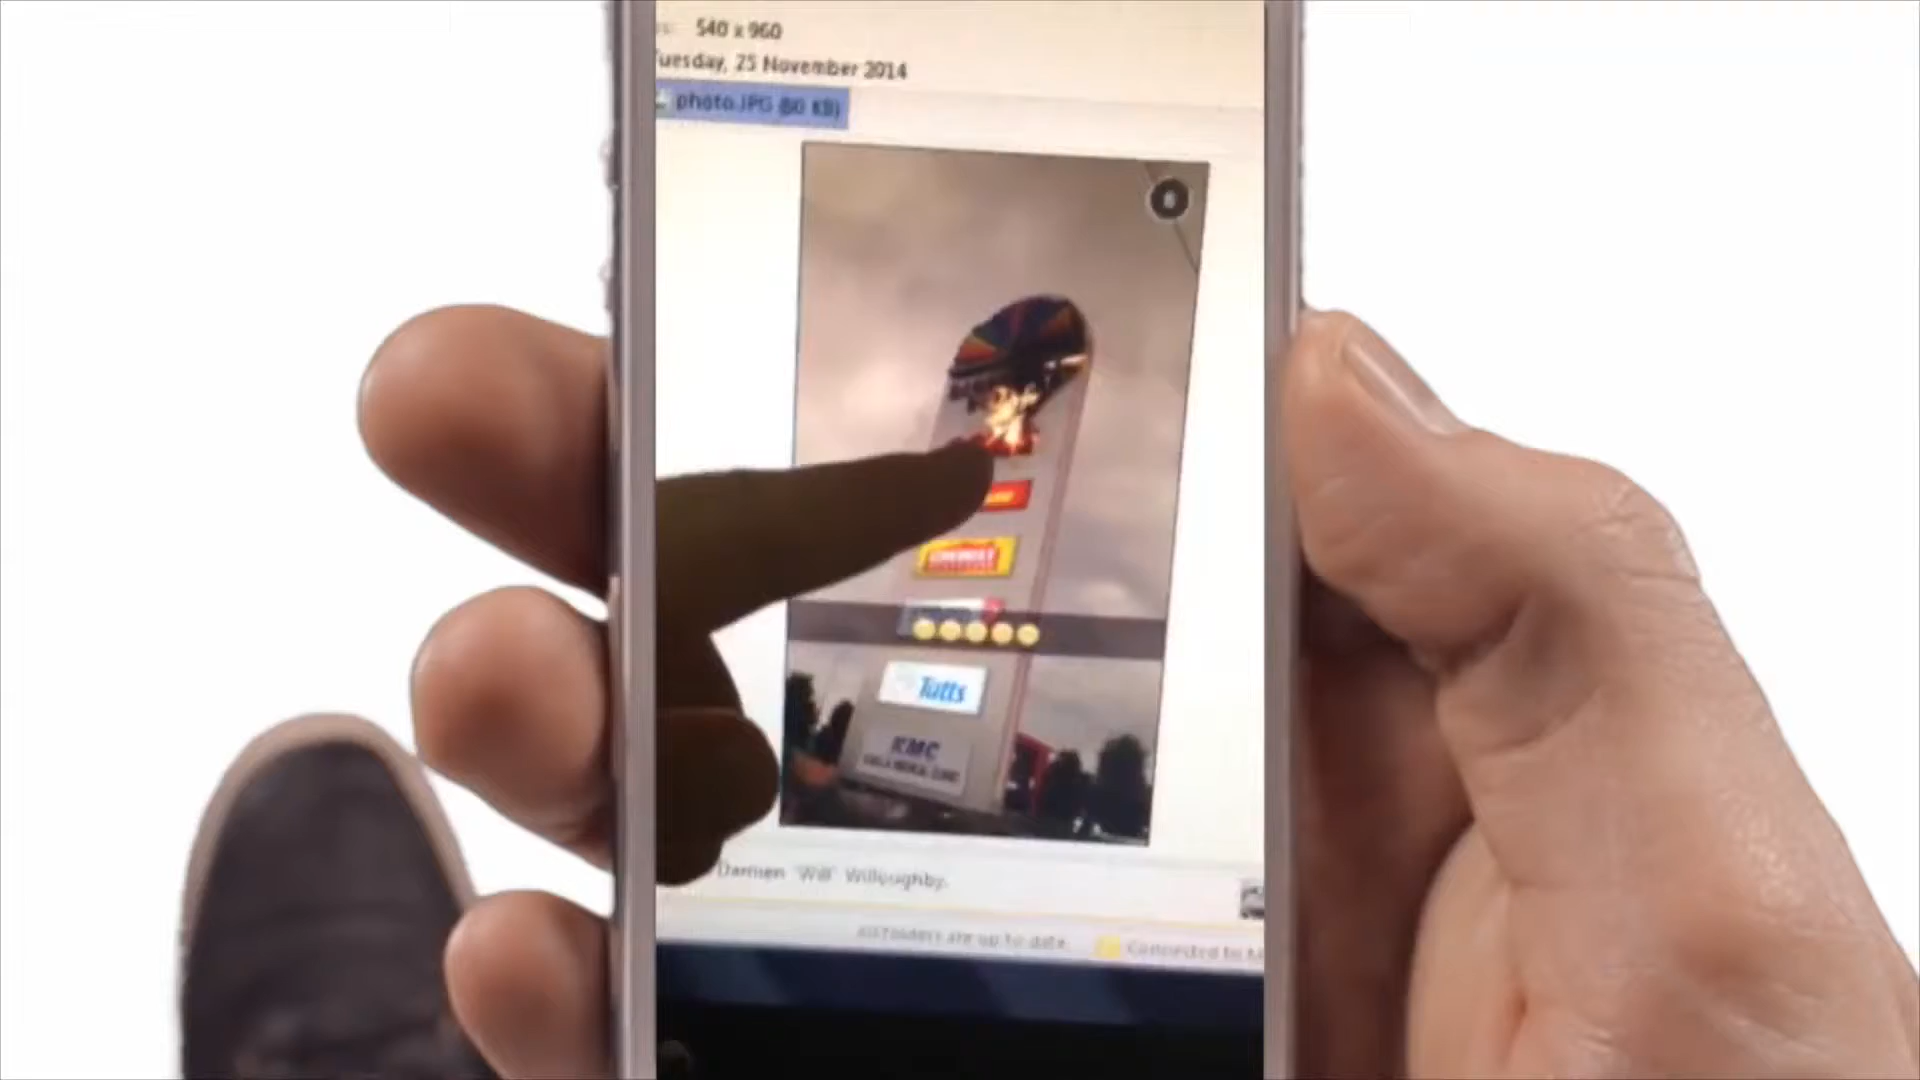 540 x 960
Tuesday, 25 November 2014
photo.JPG (80 KB)
CHEMIST
Tatts
KMC
Damien 'Will' Willoughby.
All folders are up to date.
Connected to